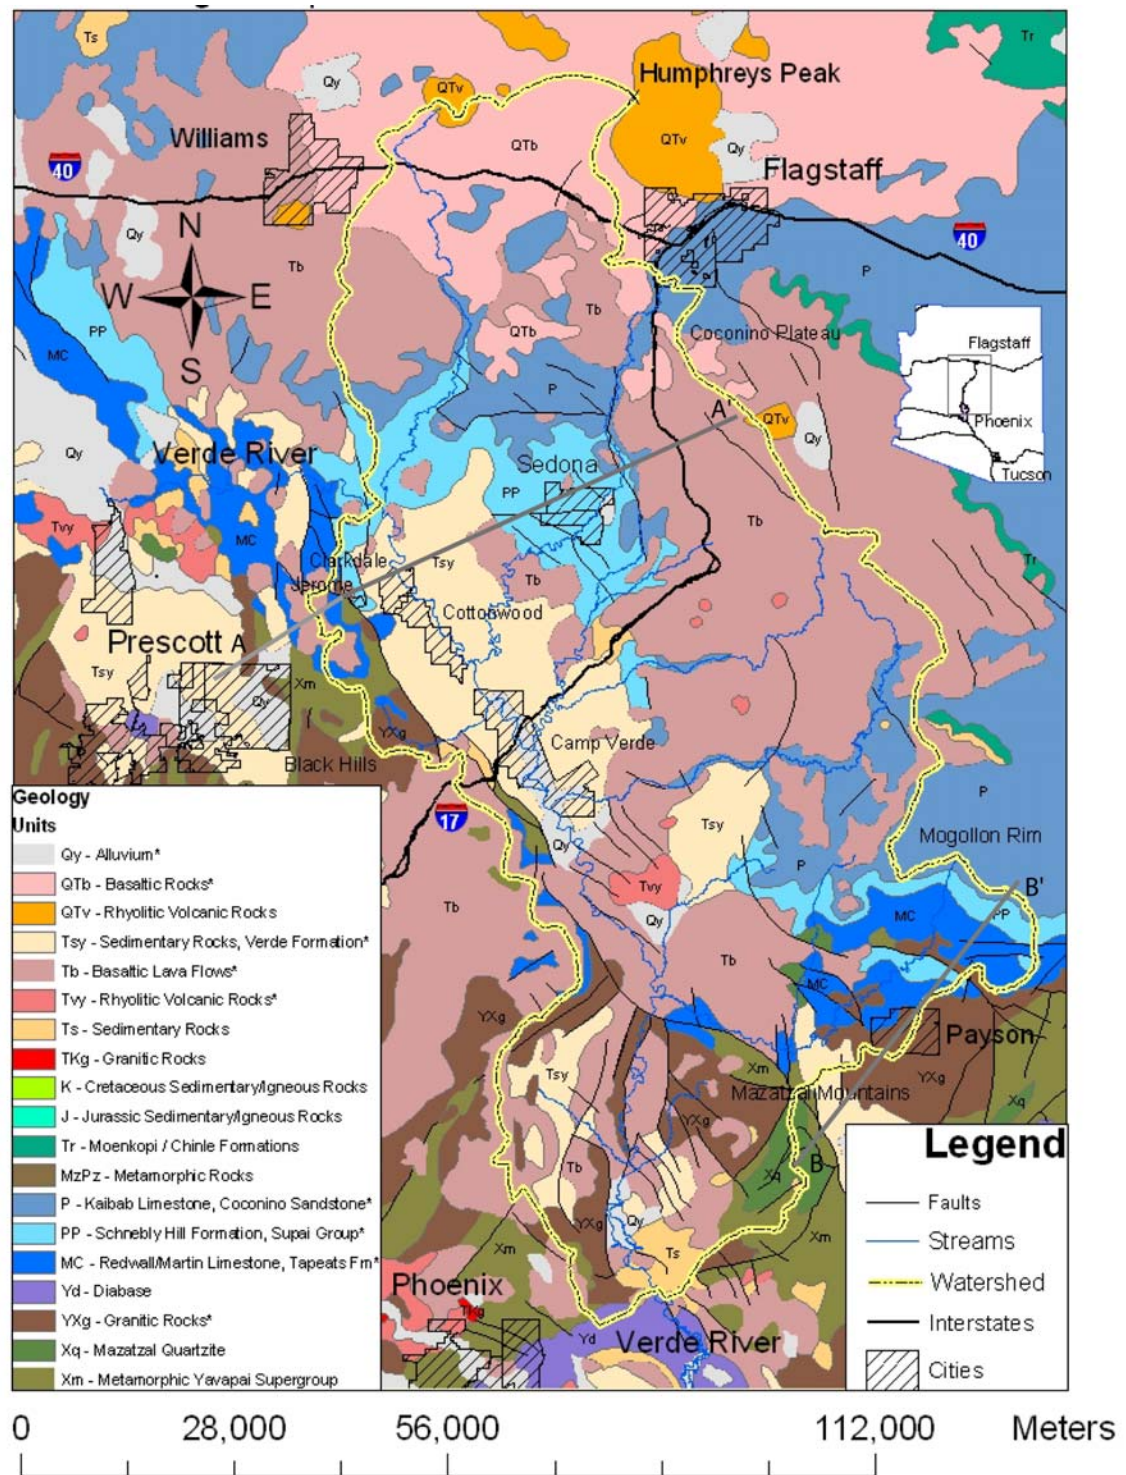 Ts
Tr
Humphreys Peak
Qy
QTv
Williams
QTb
QTv
Qy
Flagstaff
40
Qy
N
40
P
Tb
W
E
Tb
QTb
Coconino Plateau
PP
MC
S
Flagstaff
P
Phoenix
Tucson
A'
QTv
Qy
Qy
Verde River
Sedona
PP
Tvy
Tb
MC
Clarkdale
Tsy
Tr
Jerome
Tb
Cottonwood
Prescott
A
Tsy
Xm
Qy
YXg
Camp Verde
Black Hills
P
Geology
Units
17
Tsy
Mogollon Rim
Qy
P
Tvy
B'
Tb
Qy
MC
PP
Tb
MC
YXg
Payson
Xm
Tsy
YXg
Mazatzal Mountains
Xq
YXg
Tb
B
Xq
Qy
YXg
Xm
Xm
Ts
Phoenix
TKg
Yd
Verde River
Qy - Alluvium*
QTb - Basaltic Rocks*
QTv - Rhyolitic Volcanic Rocks
Tsy - Sedimentary Rocks, Verde Formation*
Tb - Basaltic Lava Flows*
Tvy - Rhyolitic Volcanic Rocks*
Ts - Sedimentary Rocks
TKg - Granitic Rocks
K - Cretaceous Sedimentary/Igneous Rocks
J - Jurassic Sedimentary/Igneous Rocks
Tr - Moenkopi / Chinle Formations
MzPz - Metamorphic Rocks
P - Kaibab Limestone, Coconino Sandstone*
PP - Schnebly Hill Formation, Supai Group*
MC - Redwall/Martin Limestone, Tapeats Fm*
Yd - Diabase
YXg - Granitic Rocks*
Xq - Mazatzal Quartzite
Xm - Metamorphic Yavapai Supergroup
Legend
Faults
Streams
Watershed
Interstates
Cities
0
28,000
56,000
112,000
Meters